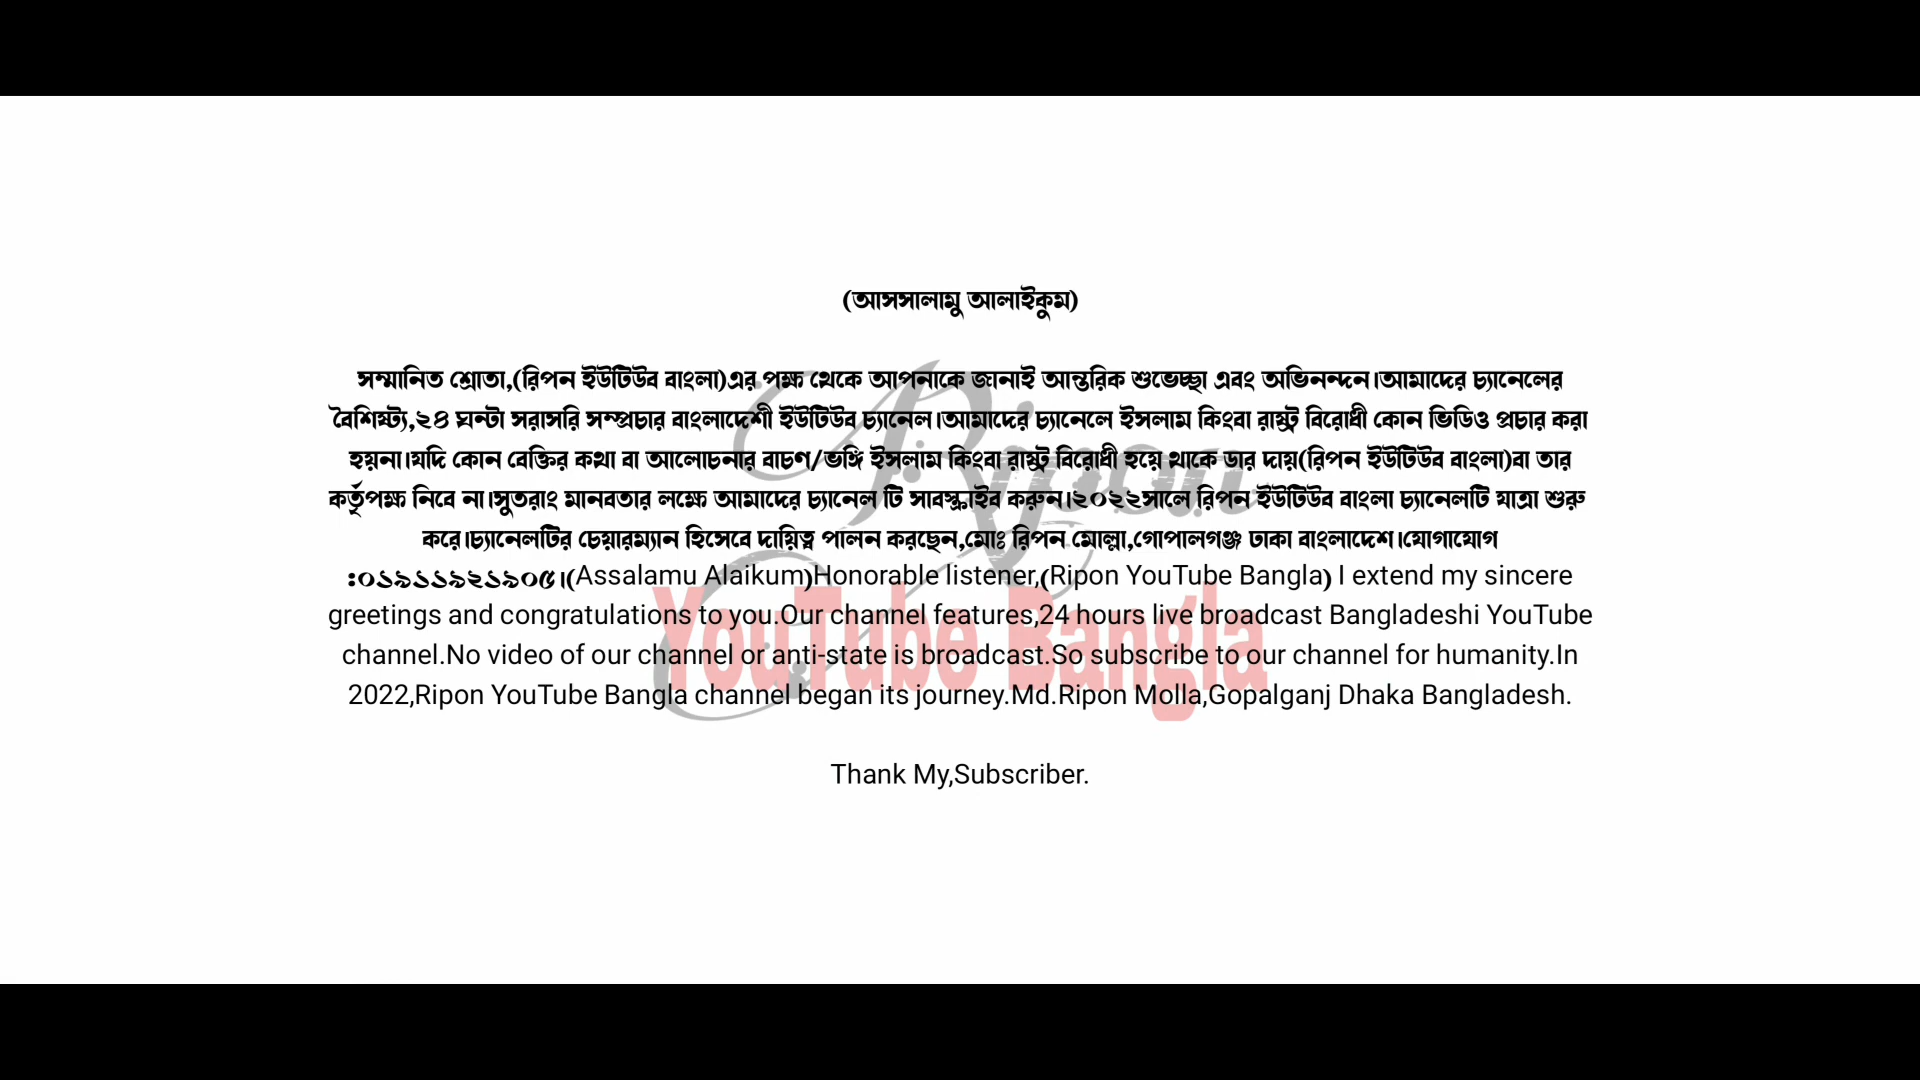 (আসসালামু আলাইকুম)
সম্মানিত শ্রোতা,(রিপন ইউটিউব বাংলা)এর পক্ষ থেকে আপনাকে জানাই আন্তরিক শুভেচ্ছা এবং অভিনন্দন।আমাদের চ্যানেলের
বৈশিষ্ট্য,২৪ ঘন্টা সরাসরি সম্প্রচার বাংলাদেশী ইউটিউব চ্যানেল।আমাদের চ্যানেলে ইসলাম কিংবা রাষ্ট্র বিরোধী কোন ভিডিও প্রচার করা
হয়না।যদি কোন বেক্তির কথা বা আলোচনার বাচণ/ভঙ্গি ইসলাম কিংবা রাষ্ট্র বিরোধী হয়ে থাকে ডার দায়(রিপন ইউটিউব বাংলা)বা তার
কর্তৃপক্ষ নিবে না।সুতরাং মানবতার লক্ষে আমাদের চ্যানেল টি সাবস্ক্রাইব করুন।২০২২সালে রিপন ইউটিউব বাংলা চ্যানেলটি যাত্রা শুরু
করে।চ্যানেলটির চেয়ারম্যান হিসেবে দায়িত্ব পালন করছেন,মোঃ রিপন মোল্লা,গোপালগঞ্জ ঢাকা বাংলাদেশ।যোগাযোগ
:০১৯১১৯২১৯০৫।(Assalamu Alaikum)Honorable listener,(Ripon YouTube Bangla) I extend my sincere
greetings and congratulations to you.Our channel features,24 hours live broadcast Bangladeshi YouTube
channel.No video of our channel or anti-state is broadcast.So subscribe to our channel for humanity.In
2022,Ripon YouTube Bangla channel began its journey.Md.Ripon Molla,Gopalganj Dhaka Bangladesh.
Thank My,Subscriber.
Ripon
YouTube Bangla